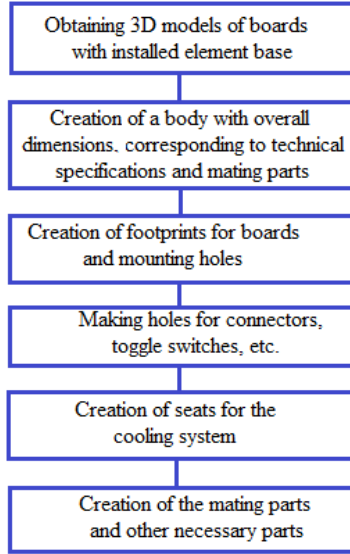 Obtaining 3D models of boards
with installed element base
Creation of a body with overall
dimensions, corresponding to technical
specifications and mating parts
Creation of footprints for boards
and mounting holes
Making holes for connectors,
toggle switches, etc.
Creation of seats for the
cooling system
Creation of the mating parts
and other necessary parts